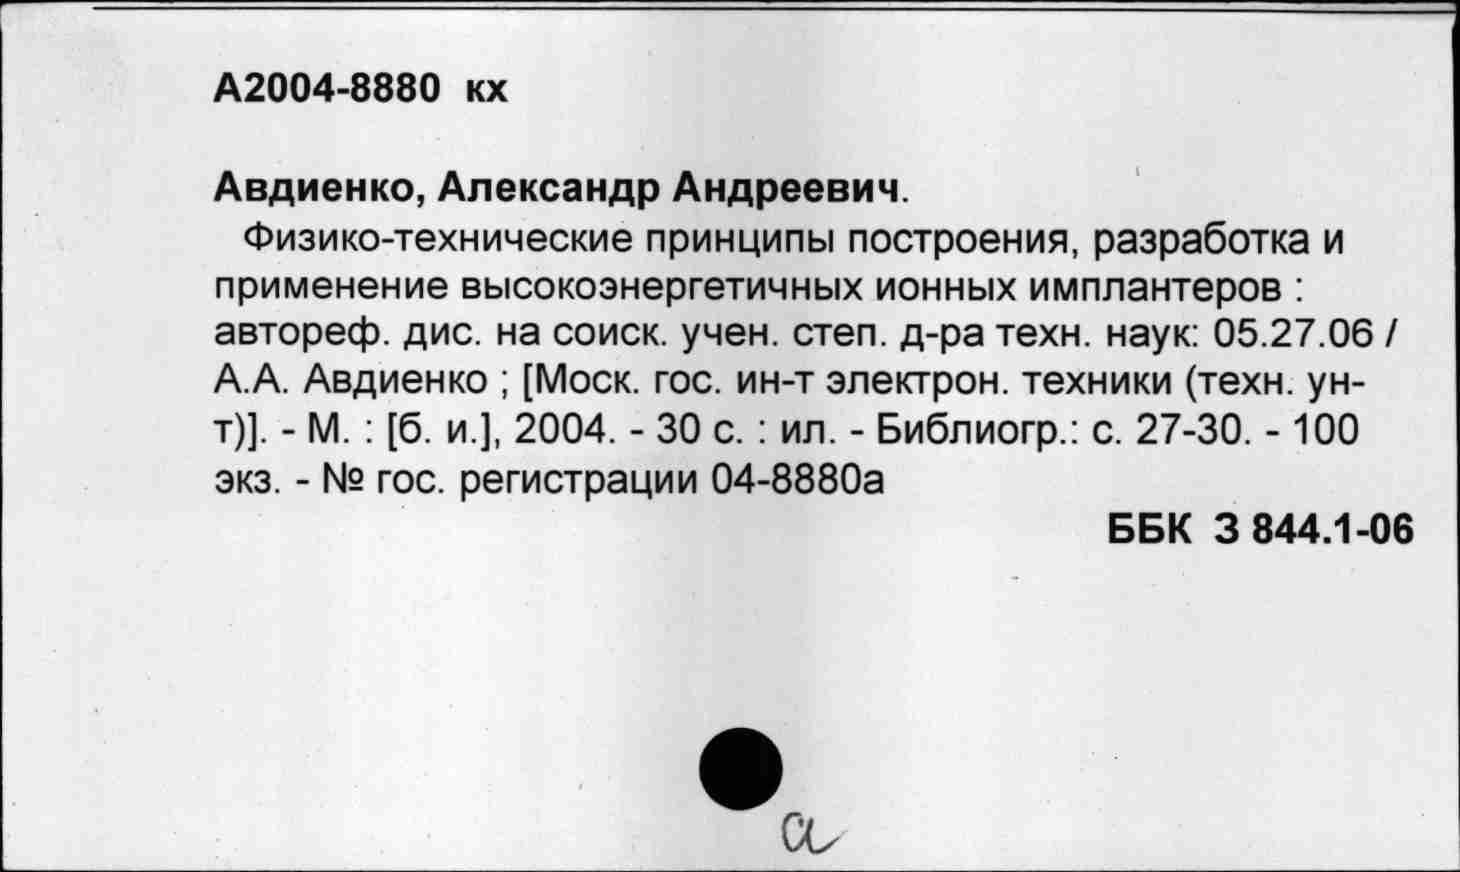 А2004-8880 кх
Авдиенко, Александр Андреевич.
Физико-технические принципы построения, разработка и
применение высокоэнергетичных ионных имплантеров :
автореф. дис. на соиск. учен. степ. д-ра техн. наук: 05.27.06 /
А.А. Авдиенко ; [Моск. гос. ин-т электрон. техники (техн. ун-
т)]. - М. : [б. и.], 2004. - 30 с. : ил. - Библиогр.: с. 27-30. - 100
экз. - № гос. регистрации 04-8880а
ББК З 844.1-06
а